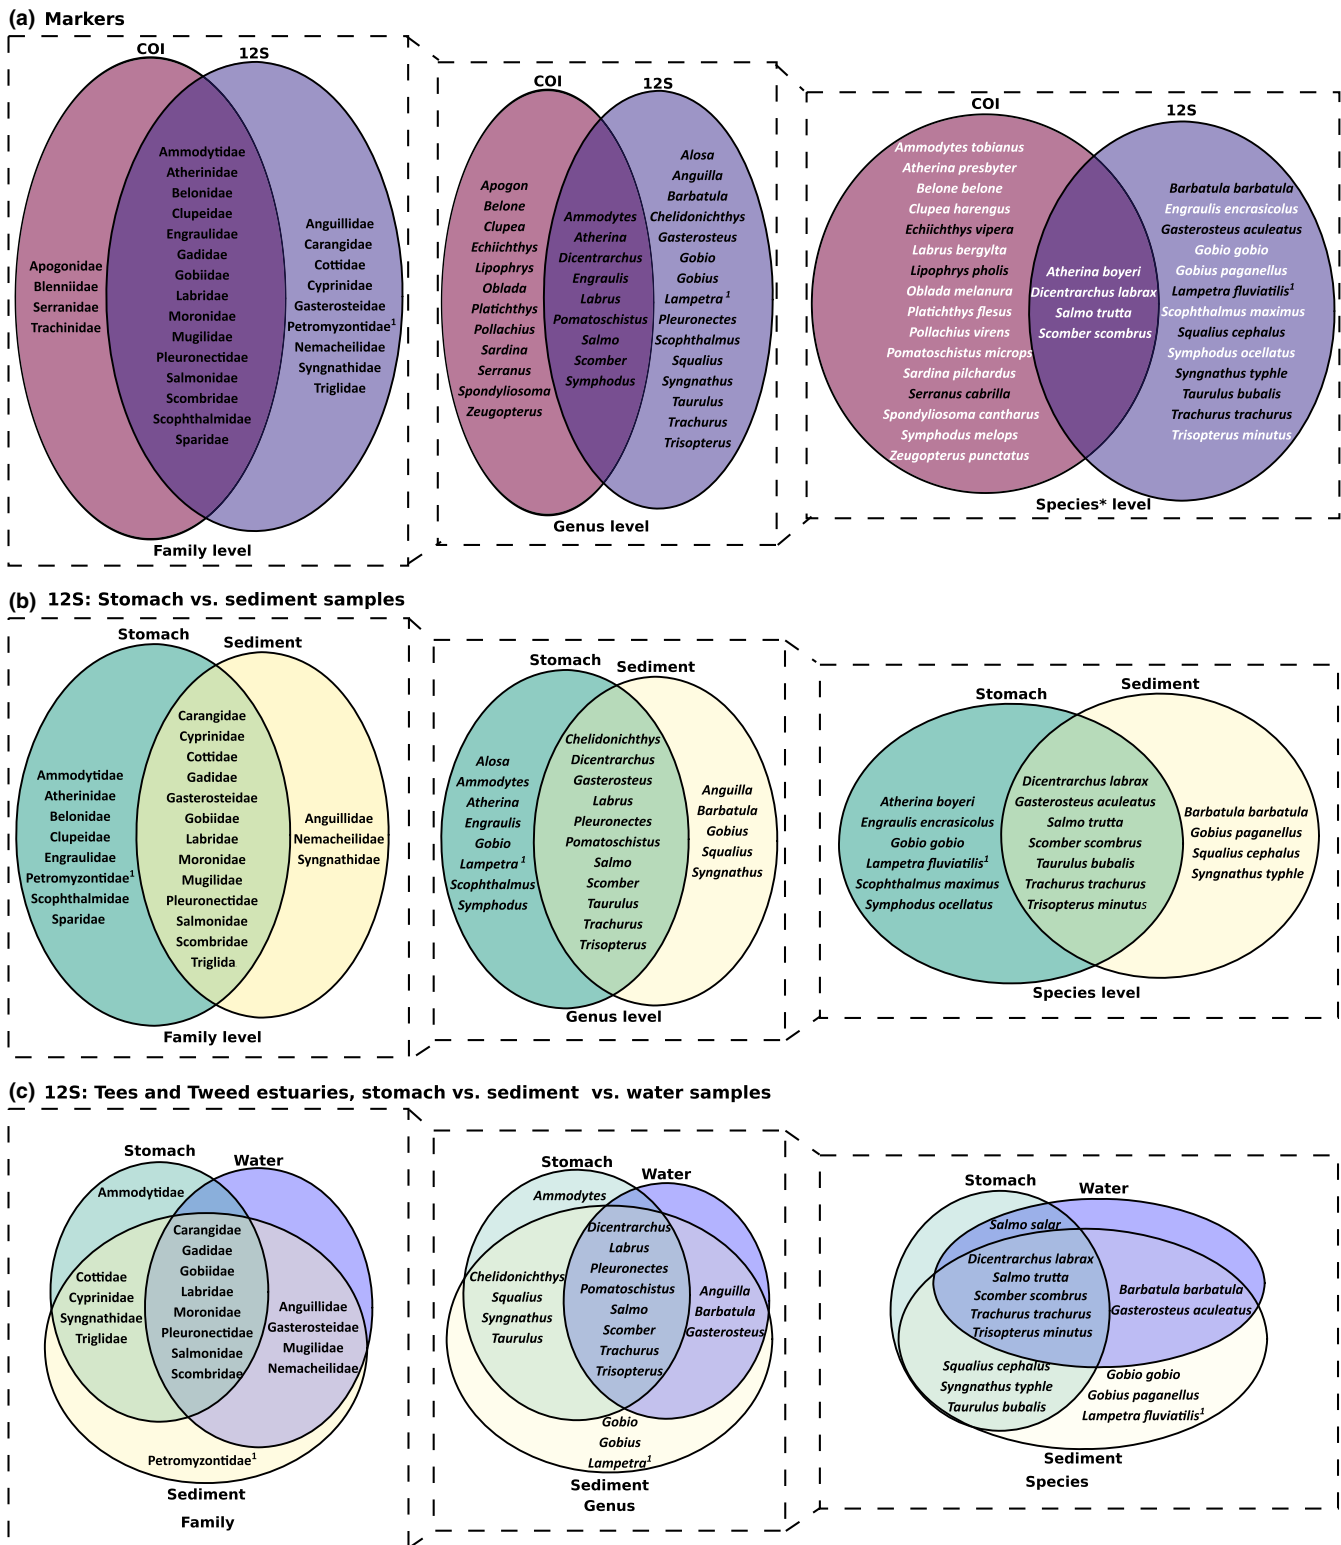 (a) Markers
COI
12S
Apogonidae
Blenniidae
Serranidae
Trachinidae
Ammodytidae
Atherinidae
Belonidae
Clupeidae
Engraulidae
Gadidae
Gobiidae
Labridae
Moronidae
Mugilidae
Pleuronectidae
Salmonidae
Scombridae
Scophthalmidae
Sparidae
Anguillidae
Carangidae
Cottidae
Cyprinidae
Gasterosteidae
Petromyzontidae¹
Nemacheilidae
Syngnathidae
Triglidae
Family level
COI
12S
Apogon
Belone
Clupea
Echiichthys
Lipophrys
Oblada
Platichthys
Pollachius
Sardina
Serranus
Spondyliosoma
Zeugopterus
Ammodytes
Atherina
Dicentrarchus
Engraulis
Labrus
Pomatoschistus
Salmo
Scomber
Symphodus
Alosa
Anguilla
Barbatula
Chelidonichthys
Gasterosteus
Gobio
Gobius
Lampetra ¹
Pleuronectes
Scophthalmus
Squalius
Syngnathus
Taurulus
Trachurus
Trisopterus
Genus level
COI
12S
Ammodytes tobianus
Atherina presbyter
Belone belone
Clupea harengus
Echiichthys vipera
Labrus bergylta
Lipophrys pholis
Oblada melanura
Platichthys flesus
Pollachius virens
Pomatoschistus microps
Sardina pilchardus
Serranus cabrilla
Spondyliosoma cantharus
Symphodus melops
Zeugopterus punctatus
Atherina boyeri
Dicentrarchus labrax
Salmo trutta
Scomber scombrus
Barbatula barbatula
Engraulis encrasicolus
Gasterosteus aculeatus
Gobio gobio
Gobius paganellus
Lampetra fluviatilis¹
Scophthalmus maximus
Squalius cephalus
Symphodus ocellatus
Syngnathus typhle
Taurulus bubalis
Trachurus trachurus
Trisopterus minutus
Species* level
(b) 12S: Stomach vs. sediment samples
Stomach
Sediment
Ammodytidae
Atherinidae
Belonidae
Clupeidae
Engraulidae
Petromyzontidae¹
Scophthalmidae
Sparidae
Carangidae
Cyprinidae
Cottidae
Gadidae
Gasterosteidae
Gobiidae
Labridae
Moronidae
Mugilidae
Pleuronectidae
Salmonidae
Scombridae
Triglida
Anguillidae
Nemacheilidae
Syngnathidae
Family level
Stomach
Sediment
Alosa
Ammodytes
Atherina
Engraulis
Gobio
Lampetra ¹
Scophthalmus
Symphodus
Chelidonichthys
Dicentrarchus
Gasterosteus
Labrus
Pleuronectes
Pomatoschistus
Salmo
Scomber
Taurulus
Trachurus
Trisopterus
Anguilla
Barbatula
Gobius
Squalius
Syngnathus
Genus level
Stomach
Sediment
Atherina boyeri
Engraulis encrasicolus
Gobio gobio
Lampetra fluviatilis¹
Scophthalmus maximus
Symphodus ocellatus
Dicentrarchus labrax
Gasterosteus aculeatus
Salmo trutta
Scomber scombrus
Taurulus bubalis
Trachurus trachurus
Trisopterus minutus
Barbatula barbatula
Gobius paganellus
Squalius cephalus
Syngnathus typhle
Species level
(c) 12S: Tees and Tweed estuaries, stomach vs. sediment vs. water samples
Stomach
Water
Ammodytidae
Carangidae
Gadidae
Gobiidae
Labridae
Moronidae
Pleuronectidae
Salmonidae
Scombridae
Cottidae
Cyprinidae
Syngnathidae
Triglidae
Anguillidae
Gasterosteidae
Mugilidae
Nemacheilidae
Petromyzontidae¹
Sediment
Family
Stomach
Water
Ammodytes
Dicentrarchus
Labrus
Pleuronectes
Pomatoschistus
Salmo
Scomber
Trachurus
Trisopterus
Chelidonichthys
Squalius
Syngnathus
Taurulus
Anguilla
Barbatula
Gasterosteus
Gobio
Gobius
Lampetra¹
Sediment
Genus
Stomach
Water
Salmo salar
Dicentrarchus labrax
Salmo trutta
Scomber scombrus
Trachurus trachurus
Trisopterus minutus
Barbatula barbatula
Gasterosteus aculeatus
Squalius cephalus
Syngnathus typhle
Taurulus bubalis
Gobio gobio
Gobius paganellus
Lampetra fluviatilis¹
Sediment
Species